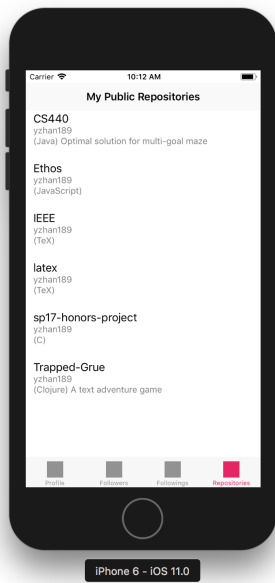 Carrier 10:12 AM
My Public Repositories
CS440
yzhan189
(Java) Optimal solution for multi-goal maze
Ethos
yzhan189
(JavaScript)
IEEE
yzhan189
(TeX)
latex
yzhan189
(TeX)
sp17-honors-project
yzhan189
(C)
Trapped-Grue
yzhan189
(Clojure) A text adventure game
Profile Followers Followings Repositories
iPhone 6 - iOS 11.0